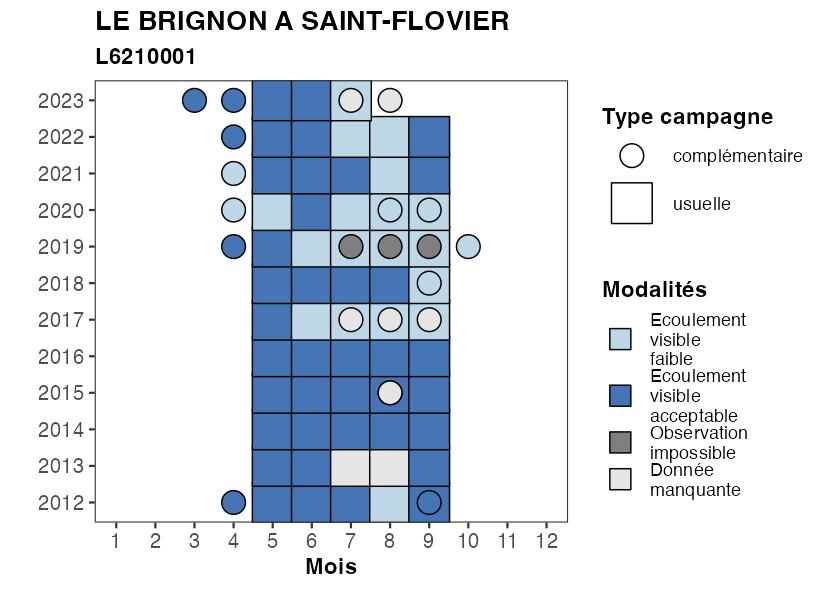 LE BRIGNON A SAINT-FLOVIER
L6210001
2023
2022
2021
2020
2019
2018
2017
2016
2015
2014
2013
2012
1 2 3 4 5 6 7 8 9 10 11 12
Mois
Type campagne
complémentaire
usuelle
Modalités
Ecoulement
visible
faible
Ecoulement
visible
acceptable
Observation
impossible
Donnée
manquante